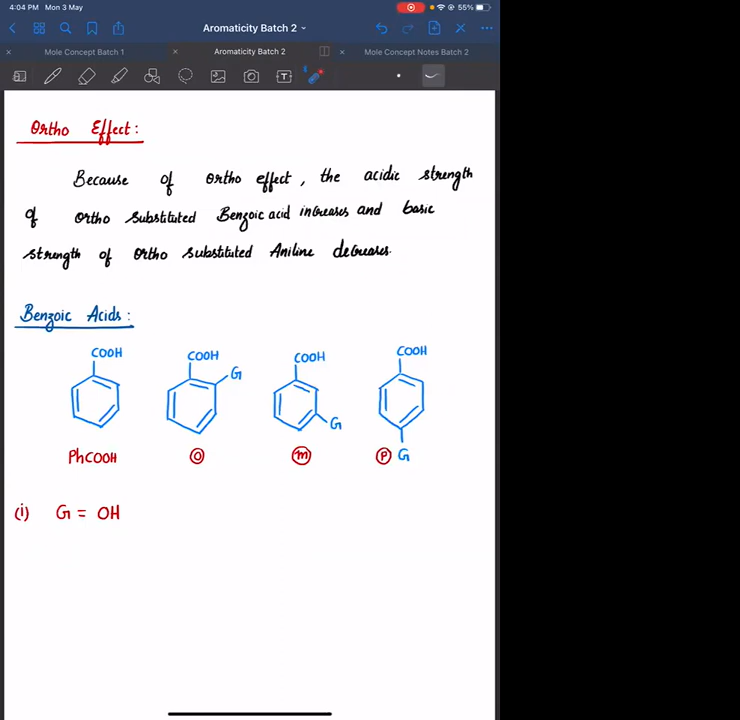 4:04 PM Mon 3 May 55%
Aromaticity Batch 2
Mole Concept Batch 1 Aromaticity Batch 2 Mole Concept Notes Batch 2
Ortho Effect:
Because of ortho effect, the acidic strength
of ortho substituted Benzoic acid increases and basic
strength of ortho substituted Aniline decreases.
Benzoic Acids:
COOH COOH COOH COOH
G
G
PhCOOH o m p G
(i) G = OH